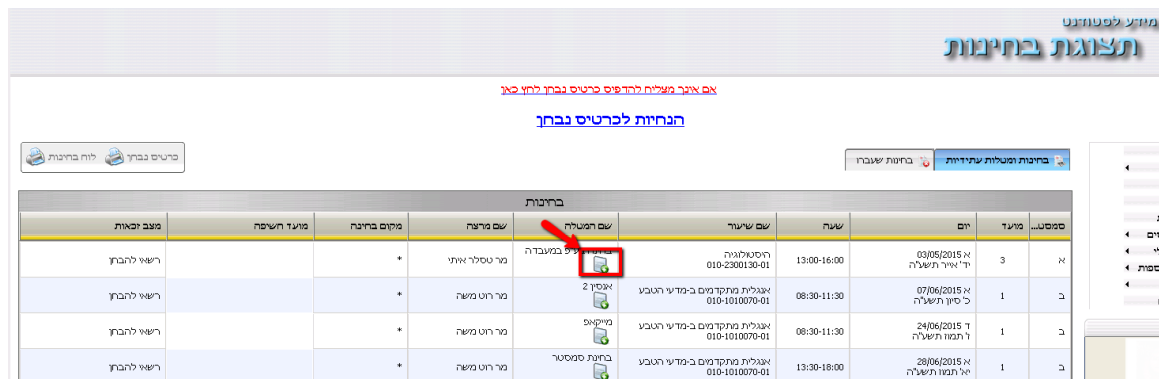 מידע לסטודנט
תצוגת בחינות
אם אינך מצליח להדפיס כרטיס נבחן לחץ כאן
הנחיות לכרטיס נבחן
בחינות ומטלות עתידיות בחינות שעברו כרטיס נבחן לוח בחינות
בחינות
סמסט... מועד יום שעה שם שיעור שם המטלה שם מרצה מקום בחינה מועד חשיפה מצב זכאות
א 3 א 03/05/2015 13:00-16:00 היסטולוגיה במעבדה מר טסלר איתי * רשאי להבחן
יד' אייר תשע"ה 010-2300130-01
ב 1 א 07/06/2015 08:30-11:30 אנגלית מתקדמים ב-מדעי הטבע אנסין 2 מר רוט משה * רשאי להבחן
כ' סיון תשע"ה 010-1010070-01
ב 1 ד 24/06/2015 08:30-11:30 אנגלית מתקדמים ב-מדעי הטבע מייקאפ מר רוט משה * רשאי להבחן
ז' תמוז תשע"ה 010-1010070-01
ב 1 א 28/06/2015 13:30-18:00 אנגלית מתקדמים ב-מדעי הטבע בחינת סמסטר מר רוט משה * רשאי להבחן
יא' תמוז תשע"ה 010-1010070-01